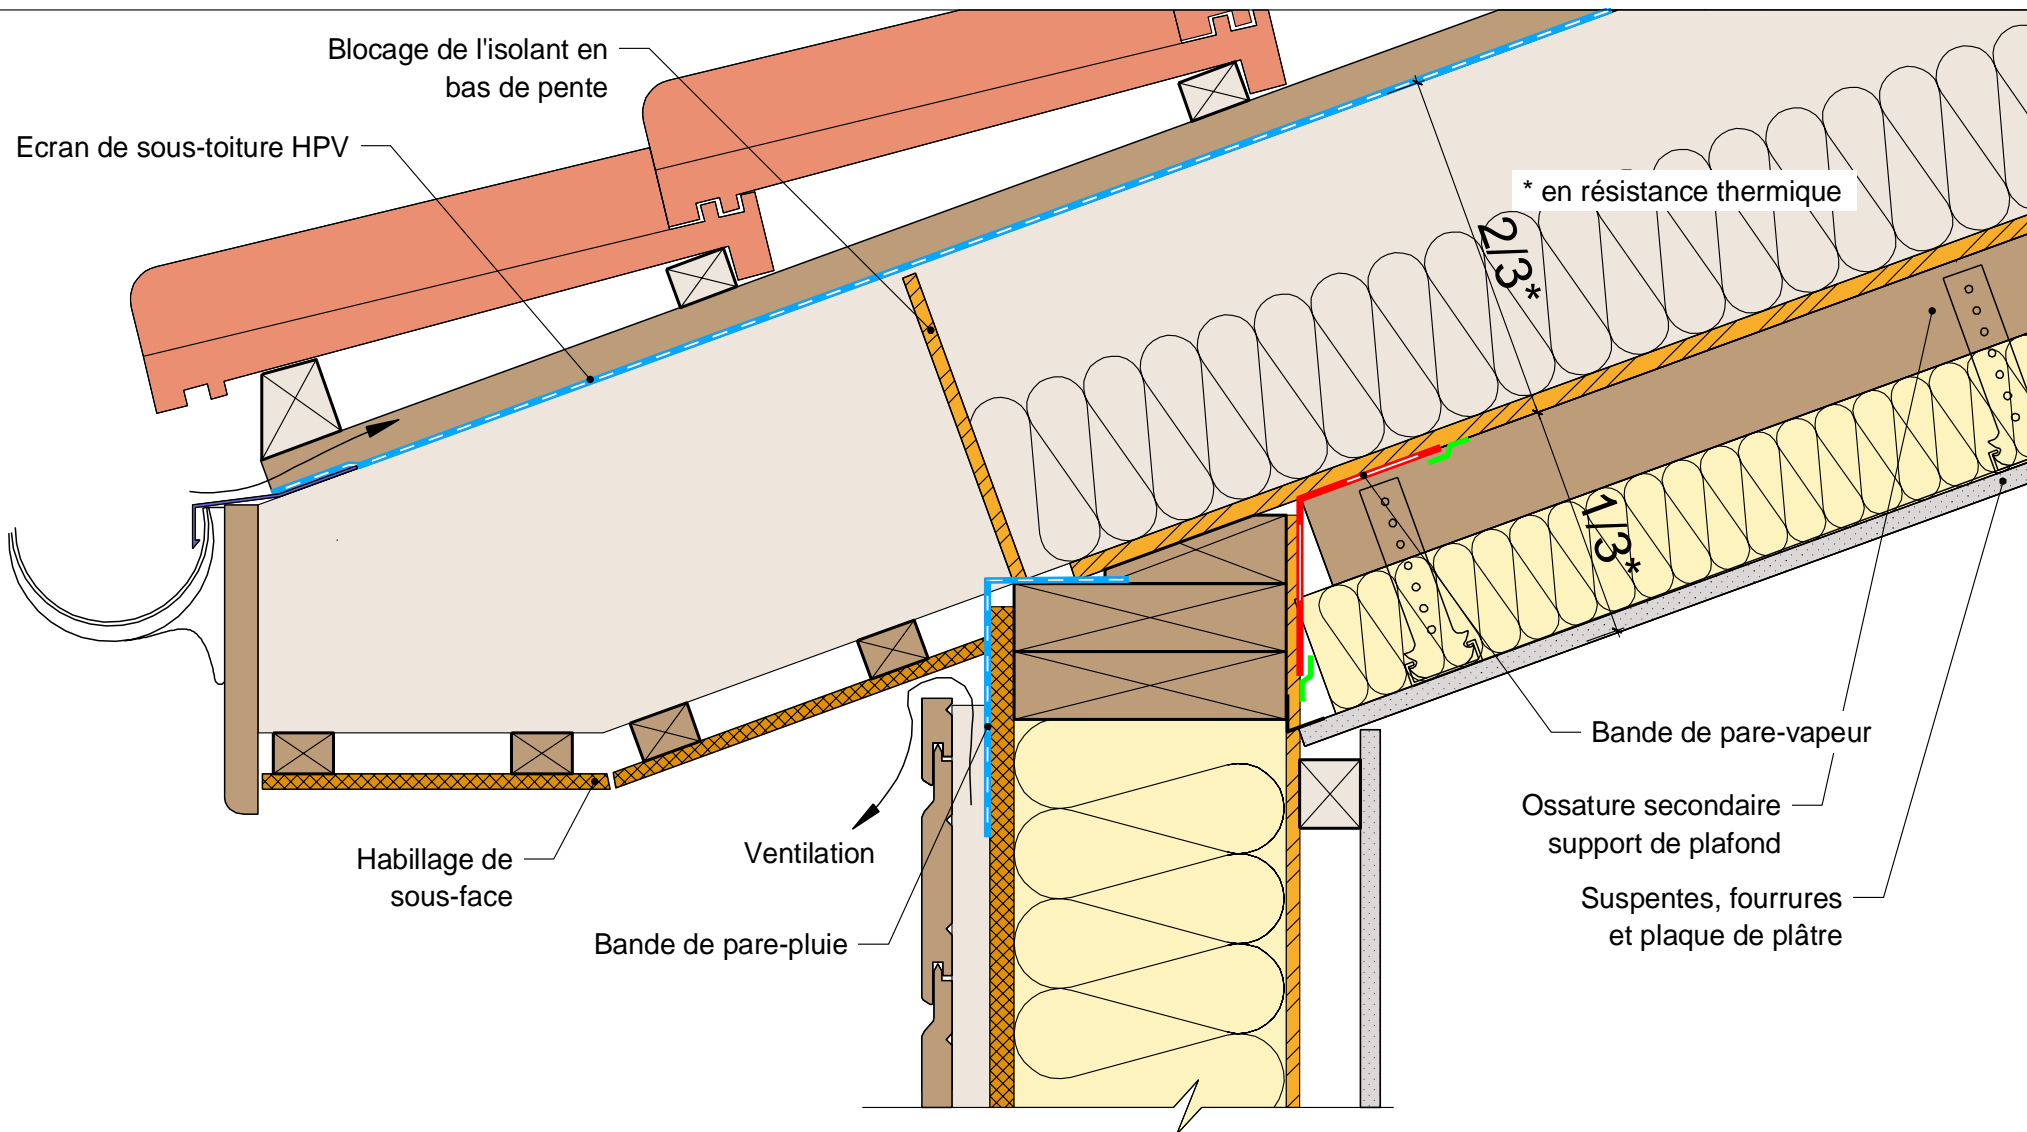 Blocage de l'isolant en
bas de pente
Ecran de sous-toiture HPV
* en résistance thermique
2/3*
1/3*
Bande de pare-vapeur
Ossature secondaire
support de plafond
Suspentes, fourrures
et plaque de plâtre
Ventilation
Habillage de
sous-face
Bande de pare-pluie